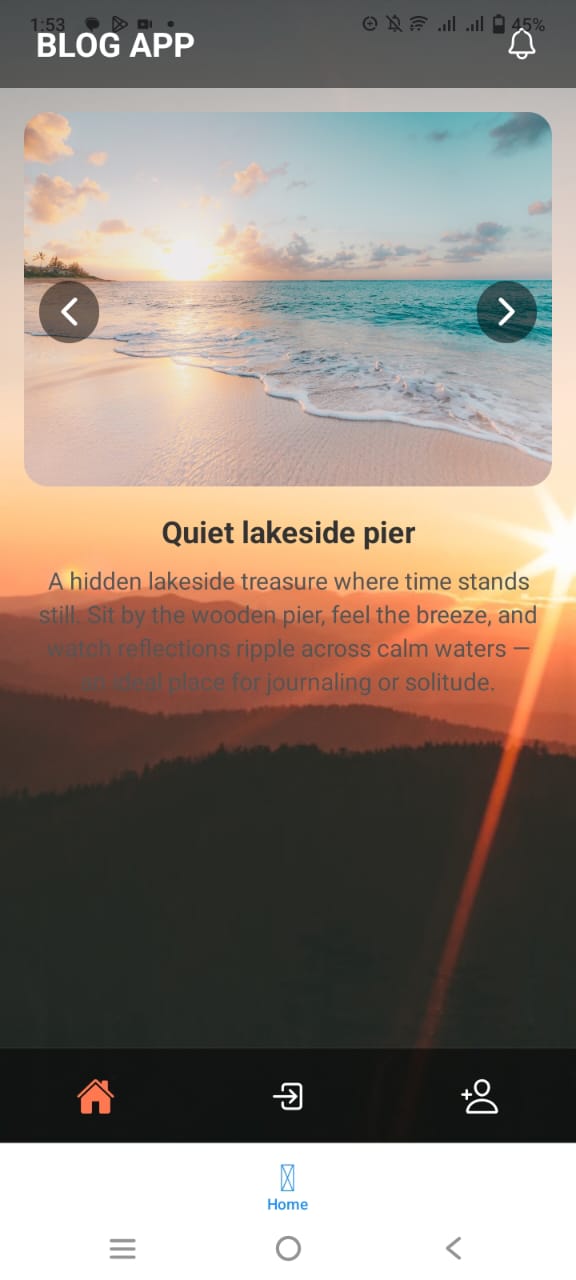 1:53
45%
BLOG APP
Quiet lakeside pier
A hidden lakeside treasure where time stands
still. Sit by the wooden pier, feel the breeze, and
watch reflections ripple across calm waters —
an ideal place for journaling or solitude.
Home